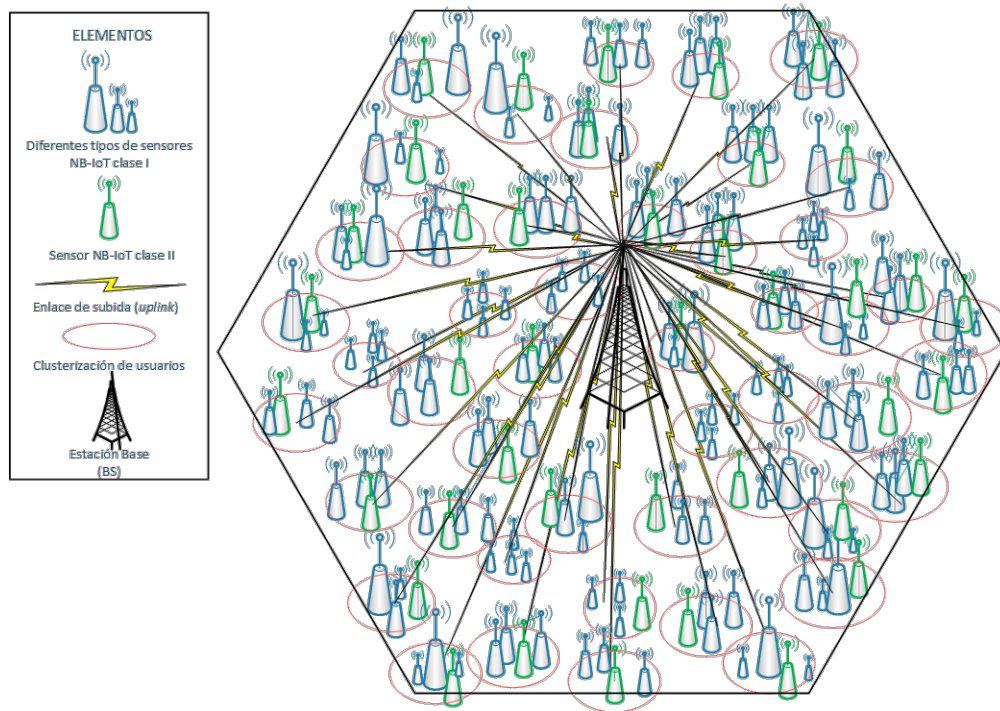 ELEMENTOS
Diferentes tipos de sensores
NB-IoT clase I
Sensor NB-IoT clase II
Enlace de subida (uplink)
Clusterización de usuarios
Estación Base
(BS)